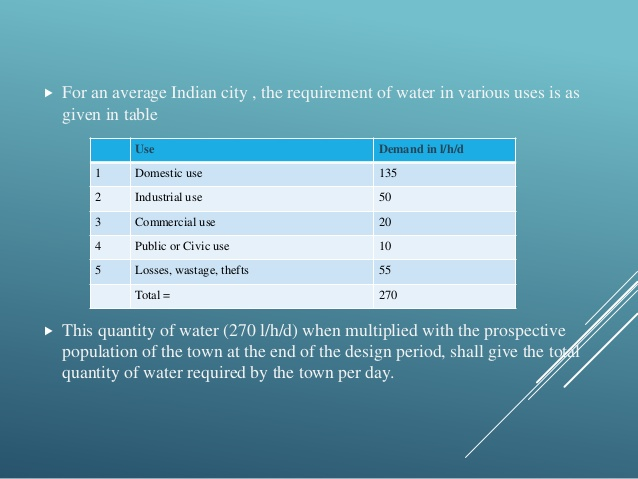 For an average Indian city , the requirement of water in various uses is as
given in table
Use Demand in l/h/d
1 Domestic use 135
2 Industrial use 50
3 Commercial use 20
4 Public or Civic use 10
5 Losses, wastage, thefts 55
Total = 270
This quantity of water (270 l/h/d) when multiplied with the prospective
population of the town at the end of the design period, shall give the total
quantity of water required by the town per day.